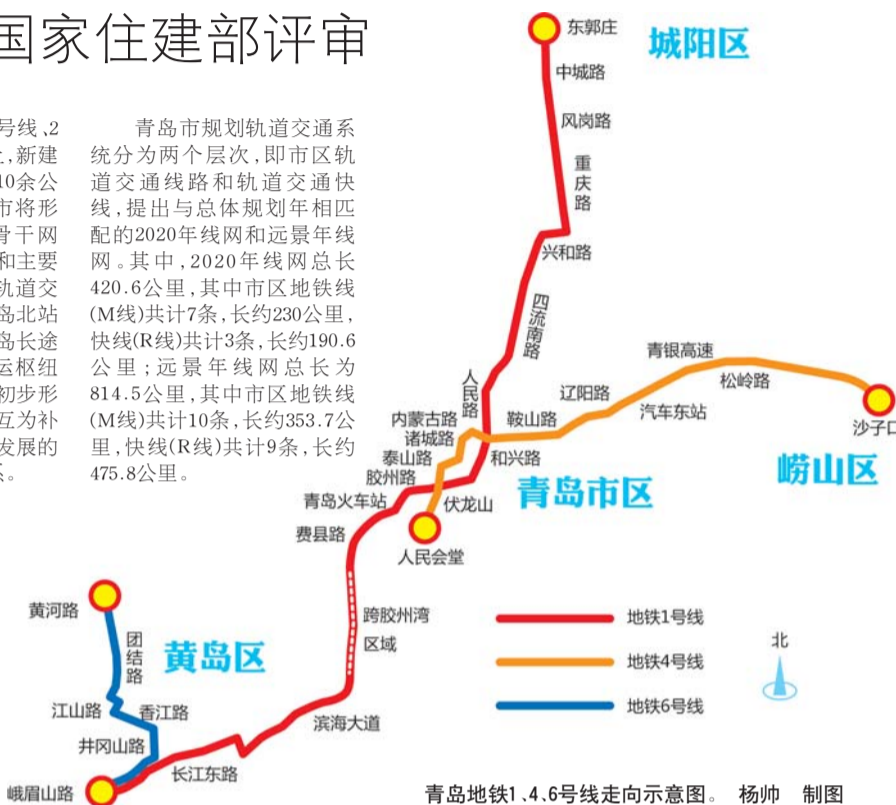 国家住建部评审
号线、2
上,新建
10余公
市将形
骨干网
和主要
轨道交
岛北站
岛长途
运枢纽
初步形
互为补
发展的
系。
青岛市规划轨道交通系
统分为两个层次,即市区轨
道交通线路和轨道交通快
线,提出与总体规划年相匹
配的2020年线网和远景年线
网。其中,2020年线网总长
420.6公里,其中市区地铁线
(M线)共计7条,长约230公里,
快线(R线)共计3条,长约190.6
公里;远景年线网总长为
814.5公里,其中市区地铁线
(M线)共计10条,长约353.7公
里,快线(R线)共计9条,长约
475.8公里。
东郭庄
城阳区
中城路
风岗路
重庆路
兴和路
四流南路
人民路
青银高速
松岭路
辽阳路
汽车东站
沙子口
内蒙古路
鞍山路
诸城路
泰山路
和兴路
胶州路
崂山区
青岛市区
青岛火车站
伏龙山
费县路
人民会堂
黄河路
跨胶州湾
区域
地铁1号线
团结路
黄岛区
北
地铁4号线
江山路
香江路
地铁6号线
滨海大道
井冈山路
长江东路
峨眉山路
青岛地铁1、4、6号线走向示意图。 杨帅 制图